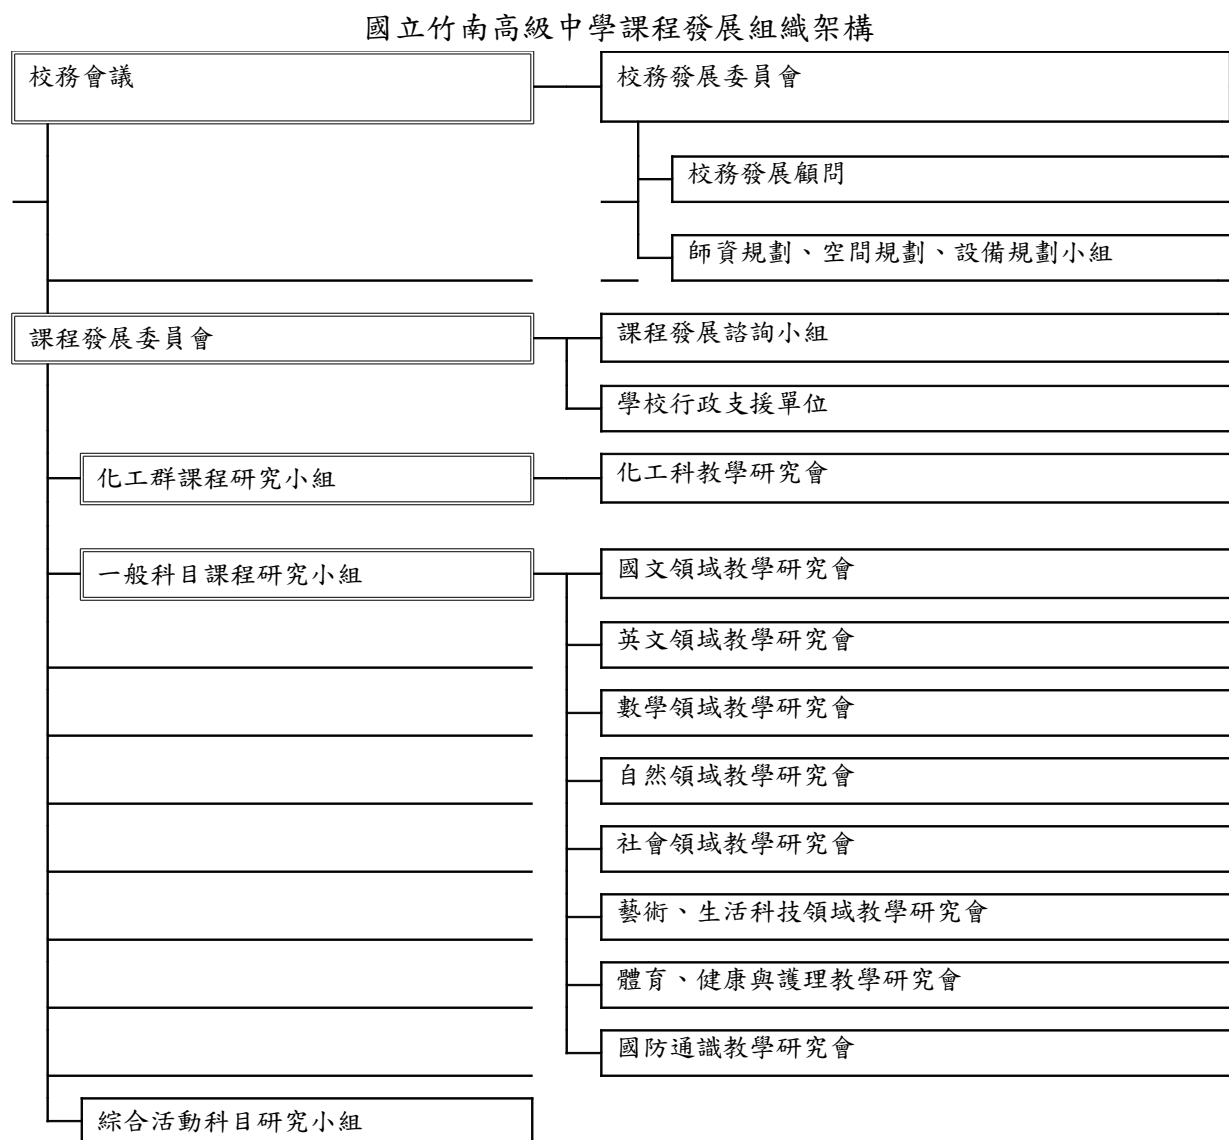 國立竹南高級中學課程發展組織架構
校務會議
校務發展委員會
校務發展顧問
師資規劃、空間規劃、設備規劃小組
課程發展委員會
課程發展諮詢小組
學校行政支援單位
化工群課程研究小組
化工科教學研究會
一般科目課程研究小組
國文領域教學研究會
英文領域教學研究會
數學領域教學研究會
自然領域教學研究會
社會領域教學研究會
藝術、生活科技領域教學研究會
體育、健康與護理教學研究會
國防通識教學研究會
綜合活動科目研究小組